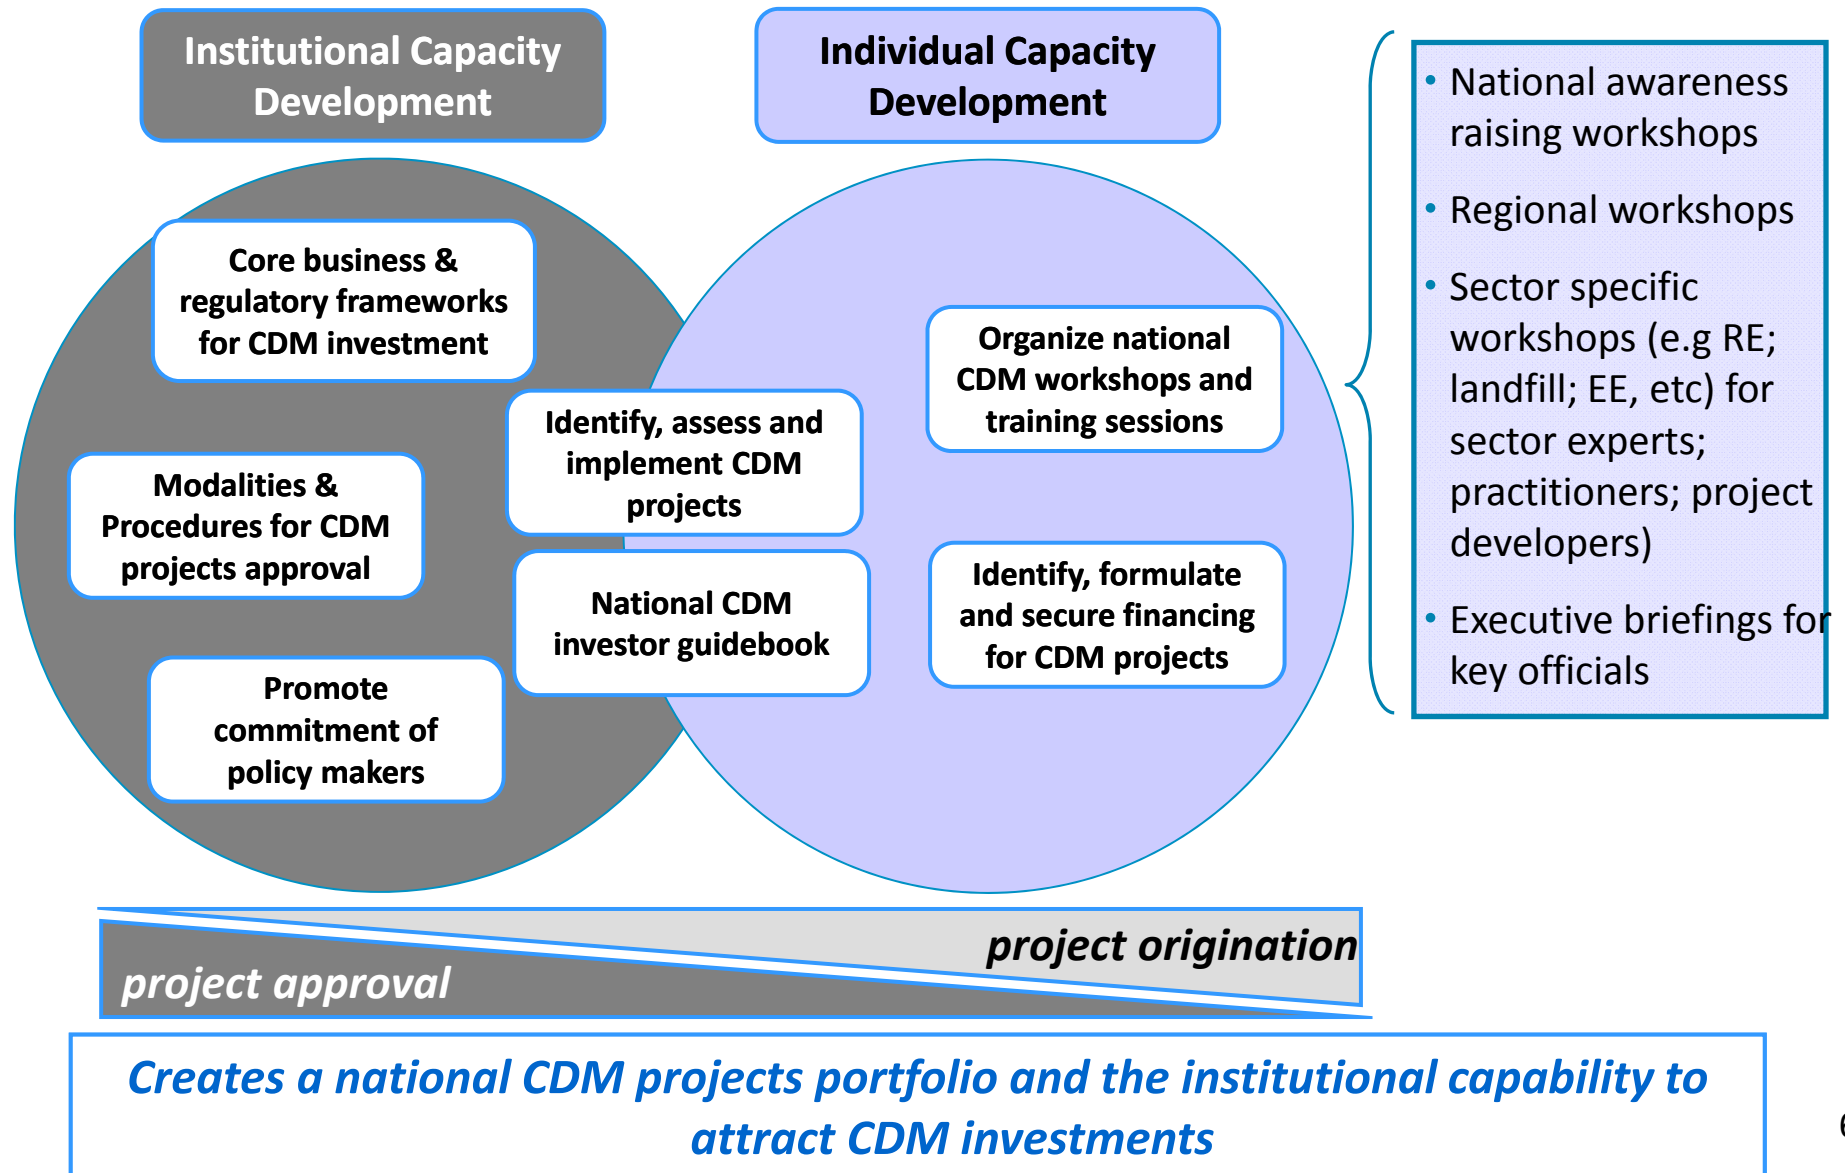 Institutional Capacity
Development
Individual Capacity
Development
Core business &
regulatory frameworks
for CDM investment
Modalities &
Procedures for CDM
projects approval
Promote
commitment of
policy makers
Identify, assess and
implement CDM
projects
National CDM
investor guidebook
Organize national
CDM workshops and
training sessions
Identify, formulate
and secure financing
for CDM projects
• National awareness
raising workshops
• Regional workshops
• Sector specific
workshops (e.g RE;
landfill; EE, etc) for
sector experts;
practitioners; project
developers)
• Executive briefings for
key officials
project origination
project approval
Creates a national CDM projects portfolio and the institutional capability to
attract CDM investments